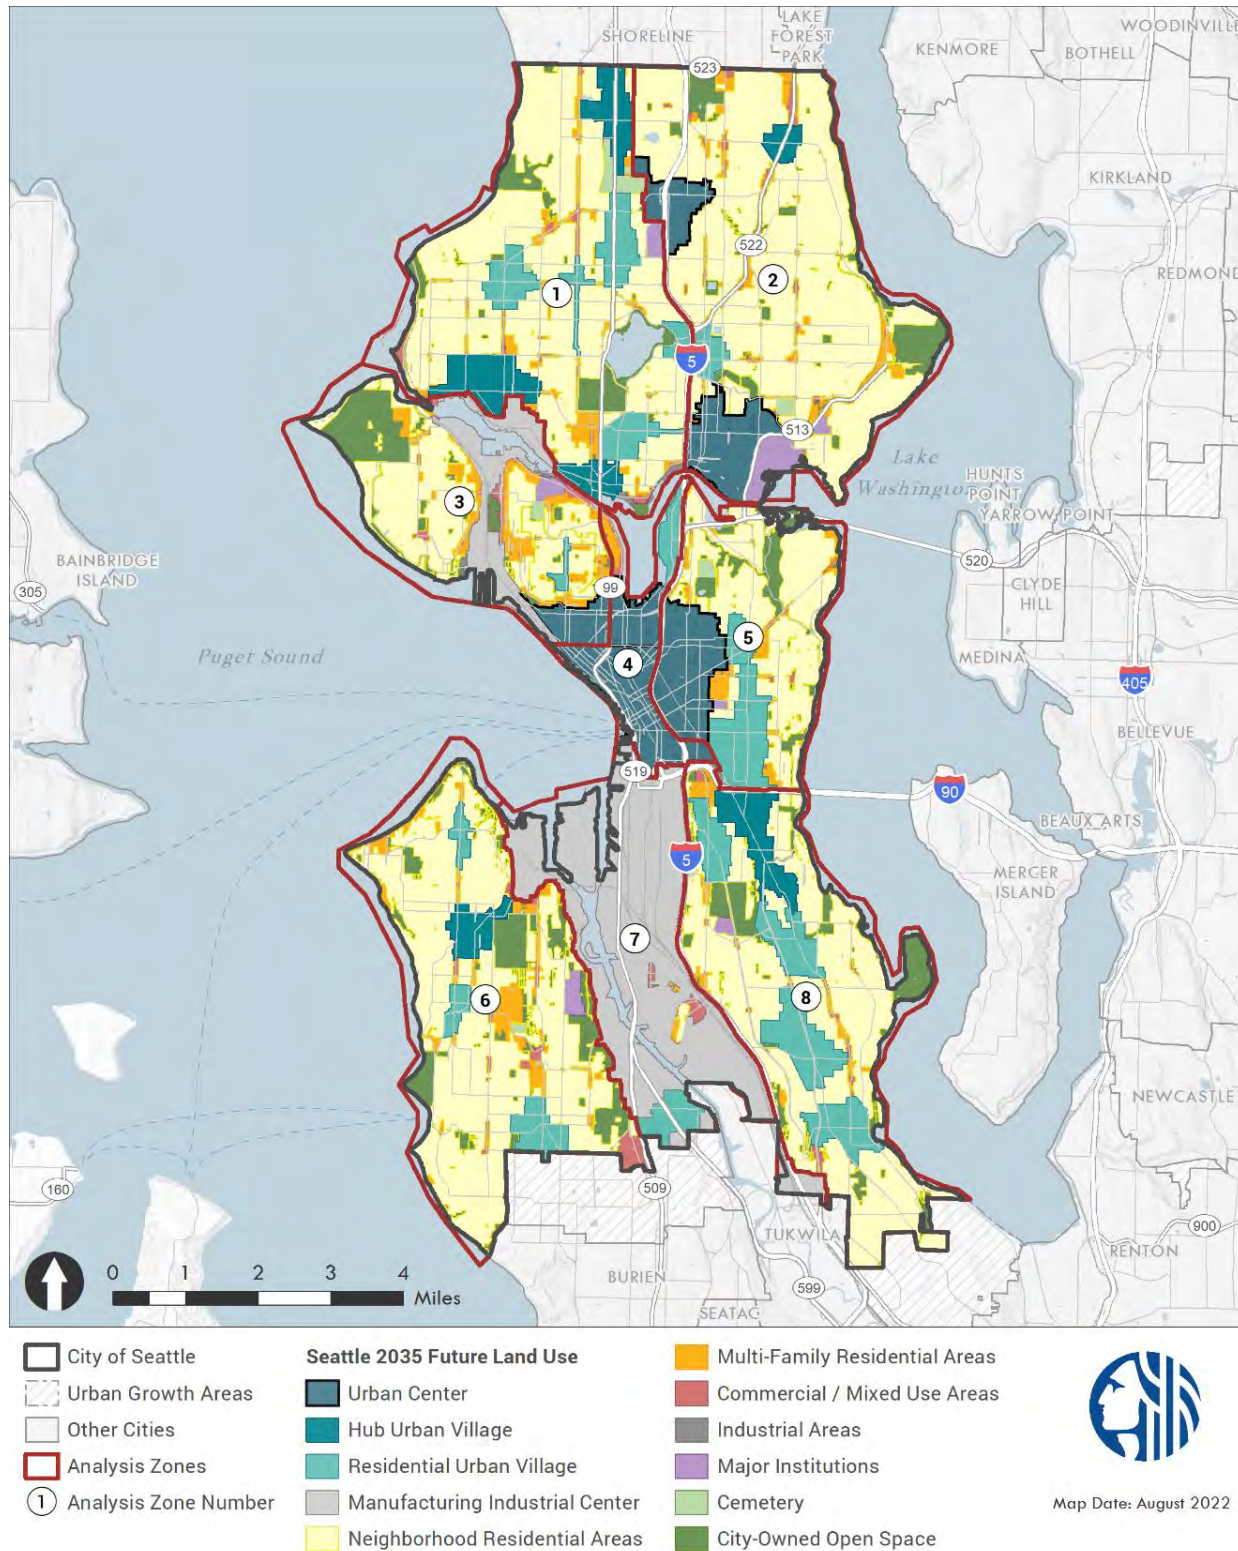 SHORELINE
LAKE
FOREST
PARK
WOODINVILLE
KENMORE
BOTHELL
523
KIRKLAND
522
REDMOND
1
2
5
513
Lake
Washington
HUNTS
POINT
YARROW POINT
3
BAINBRIDGE
ISLAND
305
520
CLYDE
HILL
99
5
Puget Sound
4
MEDINA
405
BELLEVUE
519
90
BEAUX ARTS
5
MERCER
ISLAND
7
6
8
NEWCASTLE
160
509
TUKWILA
900
RENTON
BURIEN
599
SEATAC
0 1 2 3 4
Miles
City of Seattle
Urban Growth Areas
Other Cities
Analysis Zones
1 Analysis Zone Number
Seattle 2035 Future Land Use
Urban Center
Hub Urban Village
Residential Urban Village
Manufacturing Industrial Center
Neighborhood Residential Areas
Multi-Family Residential Areas
Commercial / Mixed Use Areas
Industrial Areas
Major Institutions
Cemetery
City-Owned Open Space
Map Date: August 2022